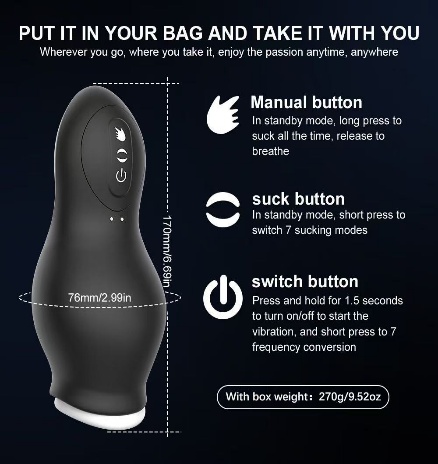 PUT IT IN YOUR BAG AND TAKE IT WITH YOU
Wherever you go, where you take it, enjoy the passion anytime, anywhere
Manual button
In standby mode, long press to
suck all the time, release to
breathe
suck button
In standby mode, short press to
switch 7 sucking modes
170mm/6.69in
76mm/2.99in
switch button
Press and hold for 1.5 seconds
to turn on/off to start the
vibration, and short press to 7
frequency conversion
With box weight: 270g/9.52oz